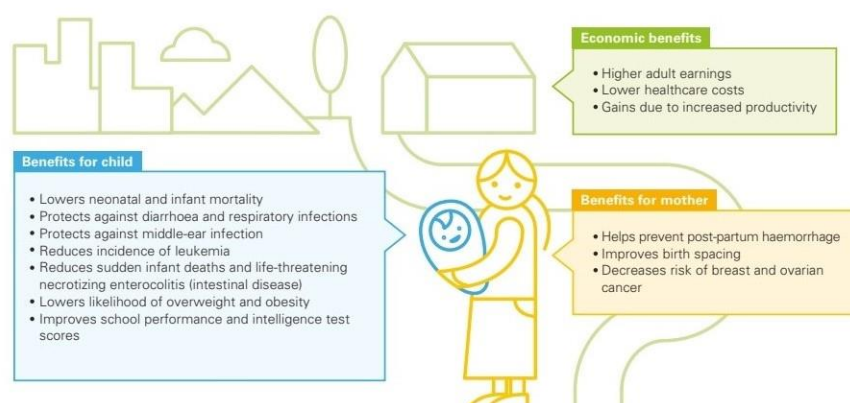 Economic benefits
• Higher adult earnings
• Lower healthcare costs
• Gains due to increased productivity
Benefits for child
• Lowers neonatal and infant mortality
• Protects against diarrhoea and respiratory infections
• Protects against middle-ear infection
• Reduces incidence of leukemia
• Reduces sudden infant deaths and life-threatening
necrotizing enterocolitis (intestinal disease)
• Lowers likelihood of overweight and obesity
• Improves school performance and intelligence test
scores
Benefits for mother
• Helps prevent post-partum haemorrhage
• Improves birth spacing
• Decreases risk of breast and ovarian
cancer